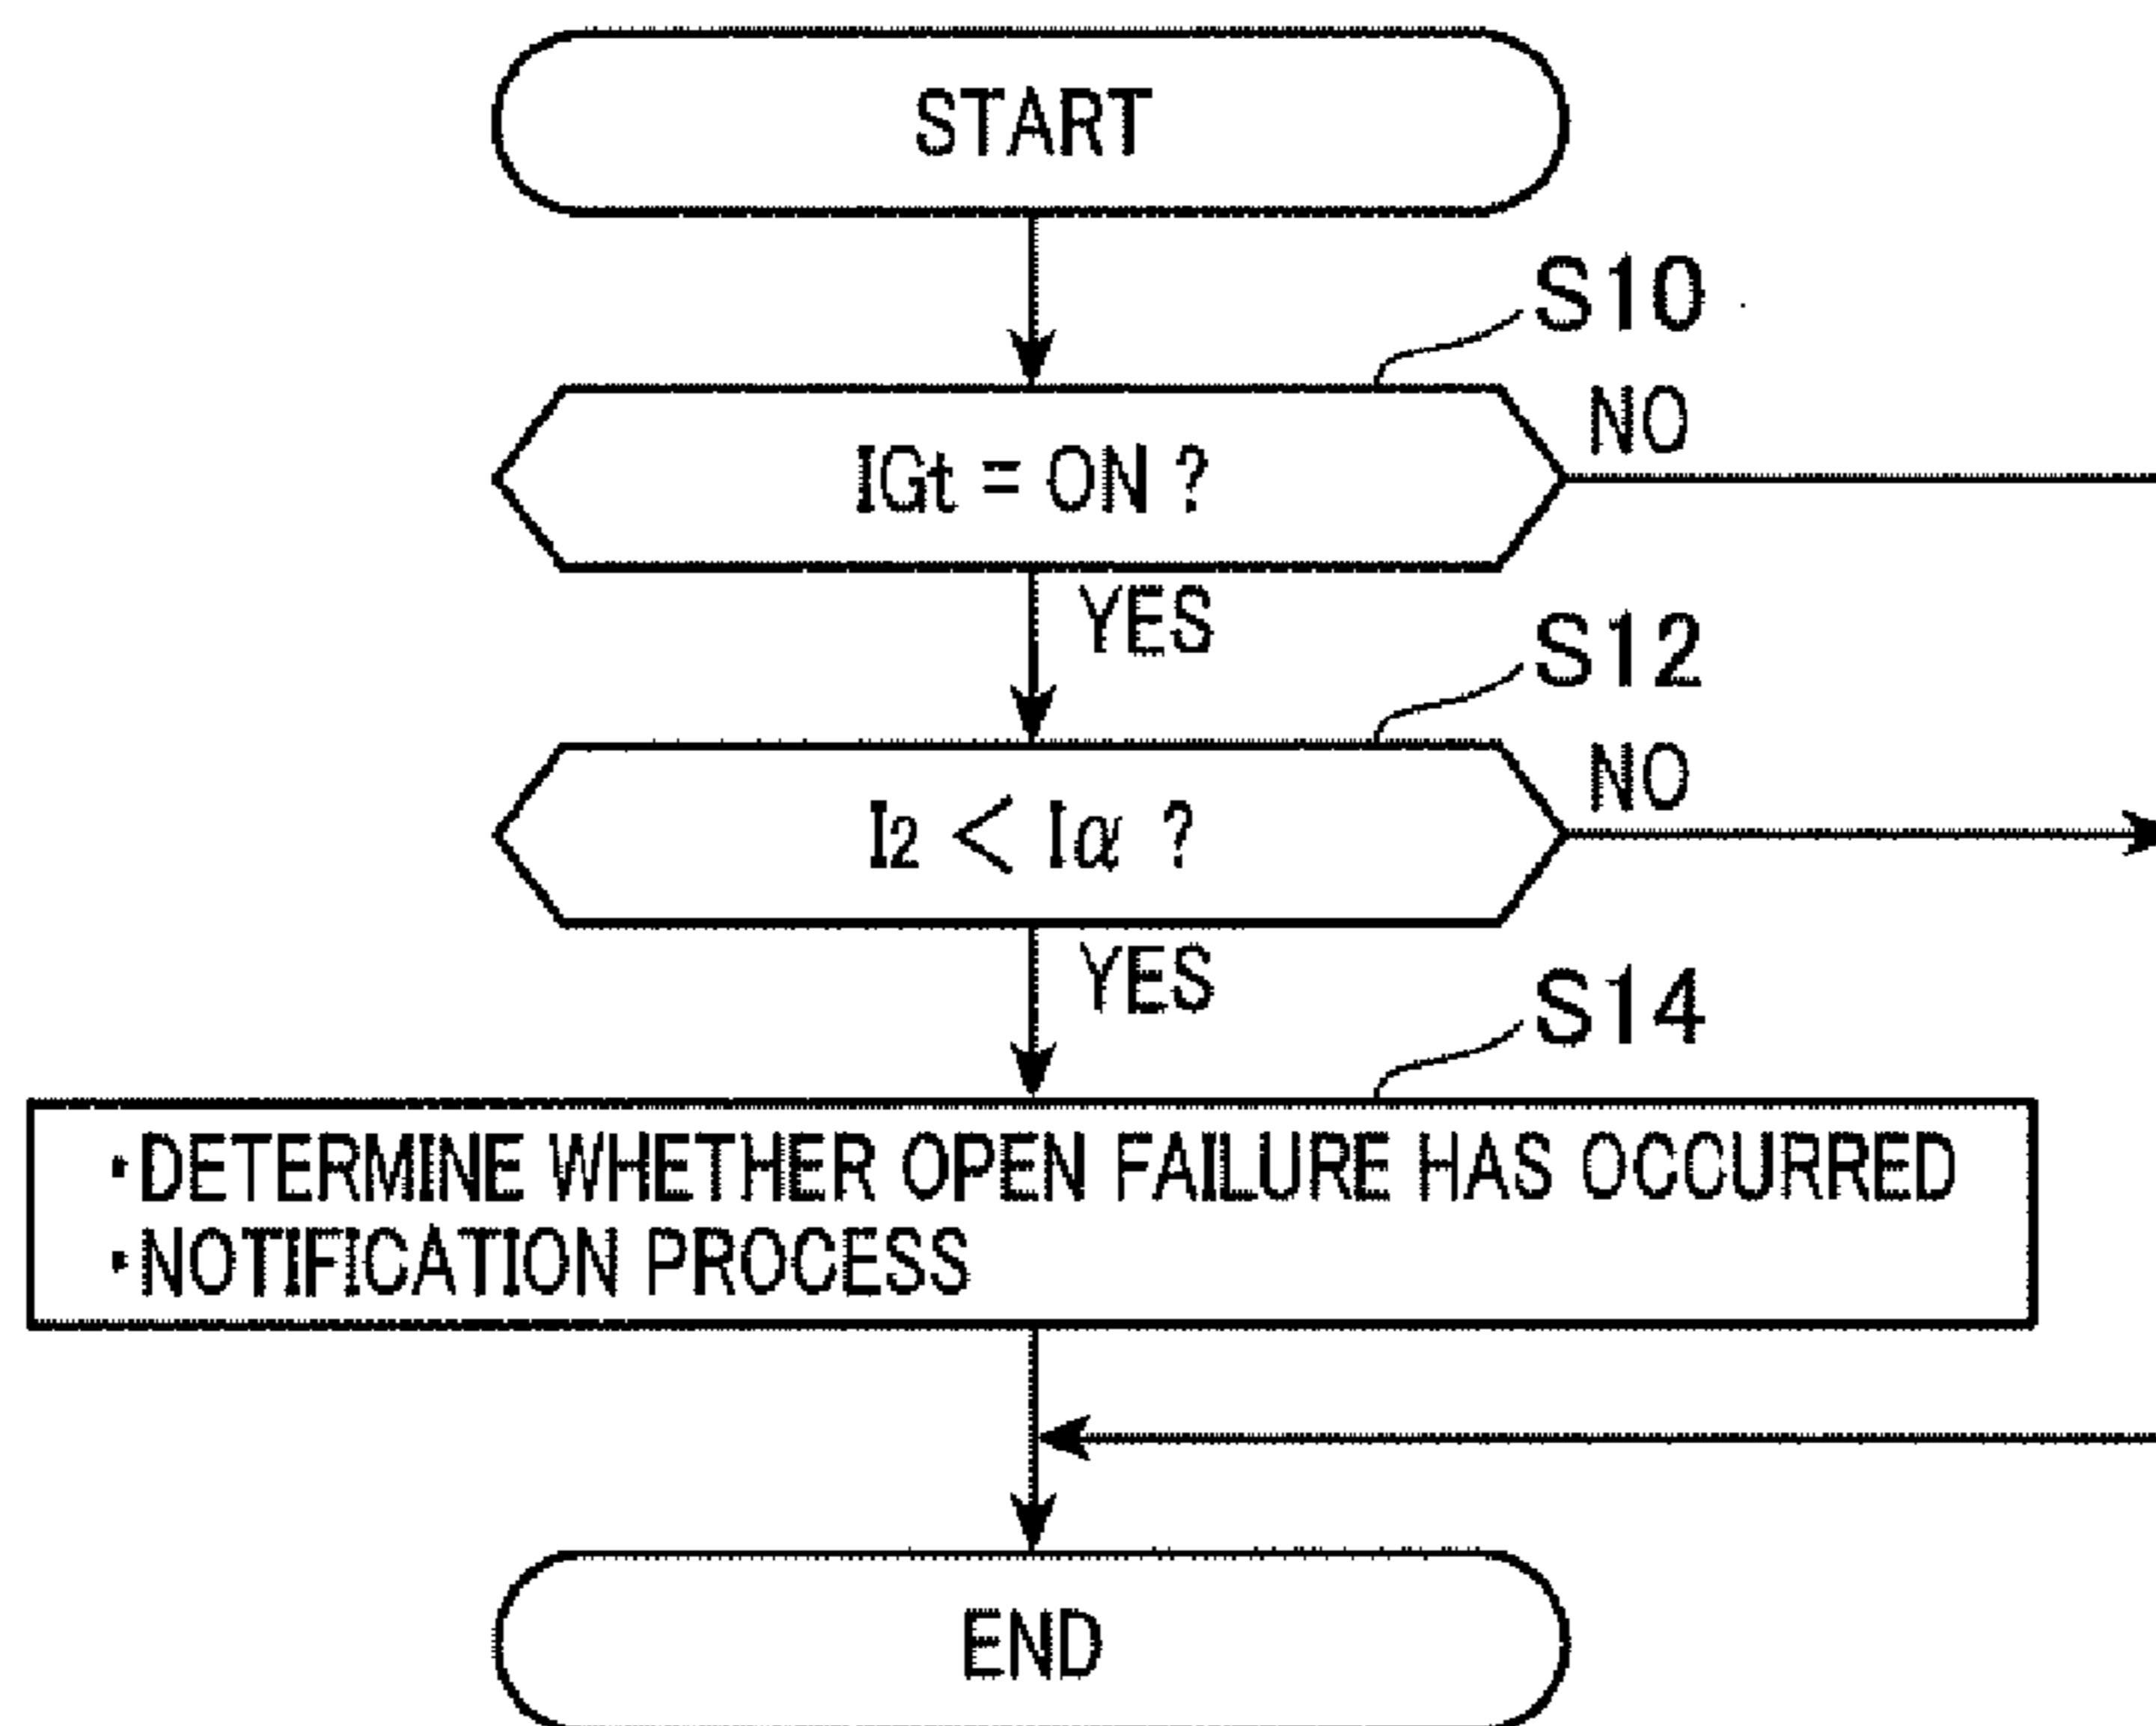 START
S10
IGt = ON ?
NO
YES
S12
I2 < Iα ?
NO
YES
S14
・DETERMINE WHETHER OPEN FAILURE HAS OCCURRED
・NOTIFICATION PROCESS
END